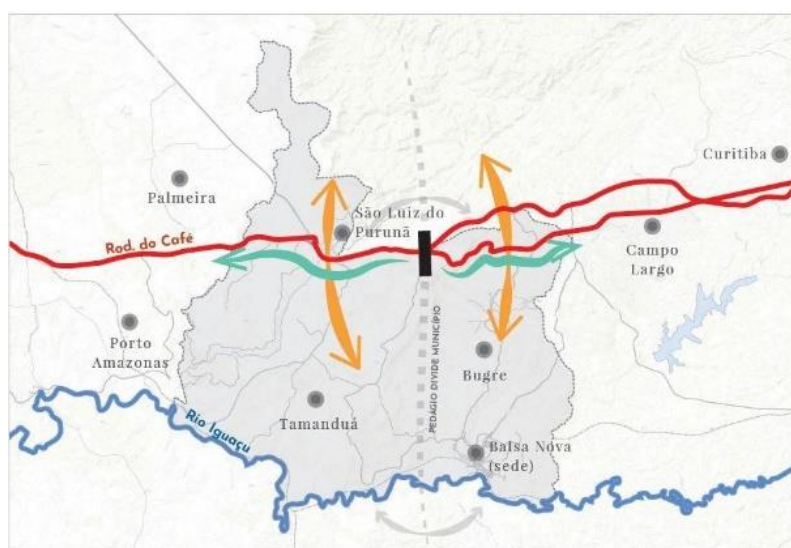 Curitiba
Palmeira
São Luiz do
Purunã
Rod. do Café
Campo
Largo
Porto
Amazonas
PEDÁGIO DIVIDE MUNICÍPIO
Bugre
Tamanduá
Rio Iguaçu
Balsa Nova
(sede)